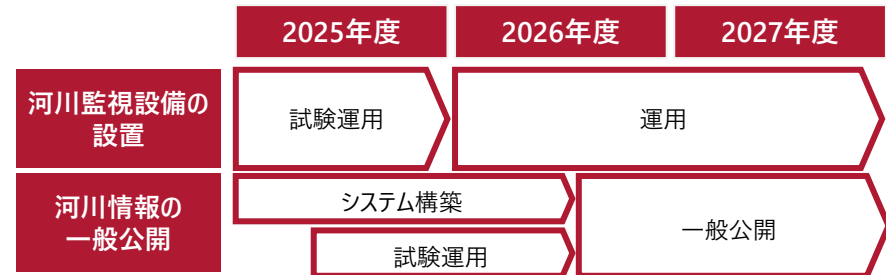 2025年度 2026年度 2027年度
河川監視設備の
設置
試験運用 運用
河川情報の
一般公開
システム構築
試験運用
一般公開